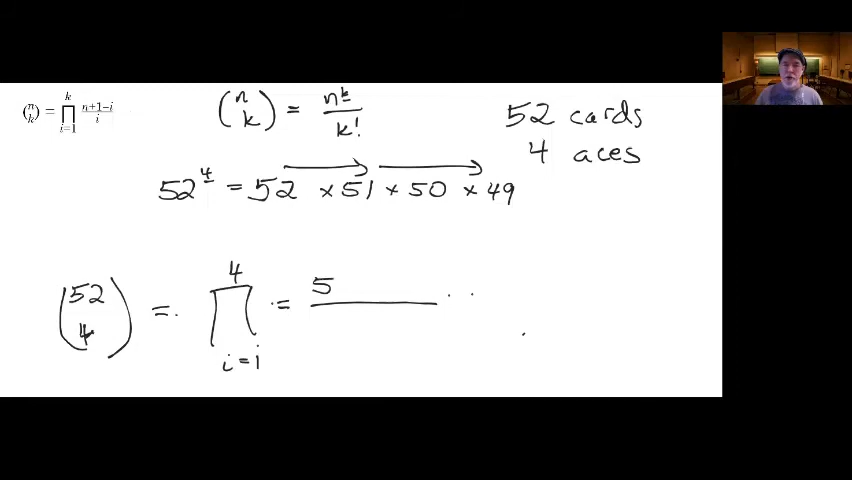 (n k) = ∏ k i=1 n+1−i / i
(n k) = n^k̲ / k!
52 cards
4 aces
52^4̲ = 52 × 51 × 50 × 49
(52 4) = ∏ 4 i=1 = 5